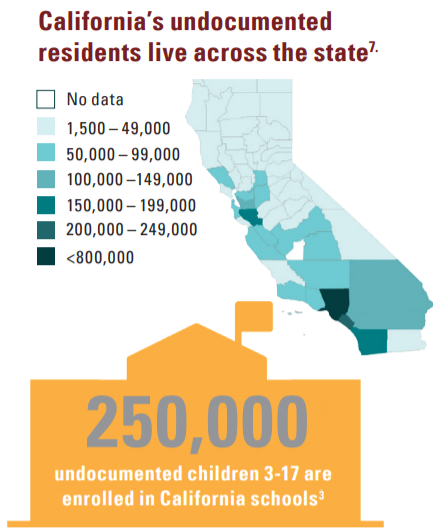 California's undocumented
residents live across the state⁷.
No data
1,500 – 49,000
50,000 – 99,000
100,000 –149,000
150,000 – 199,000
200,000 – 249,000
<800,000
250,000
undocumented children 3-17 are
enrolled in California schools³